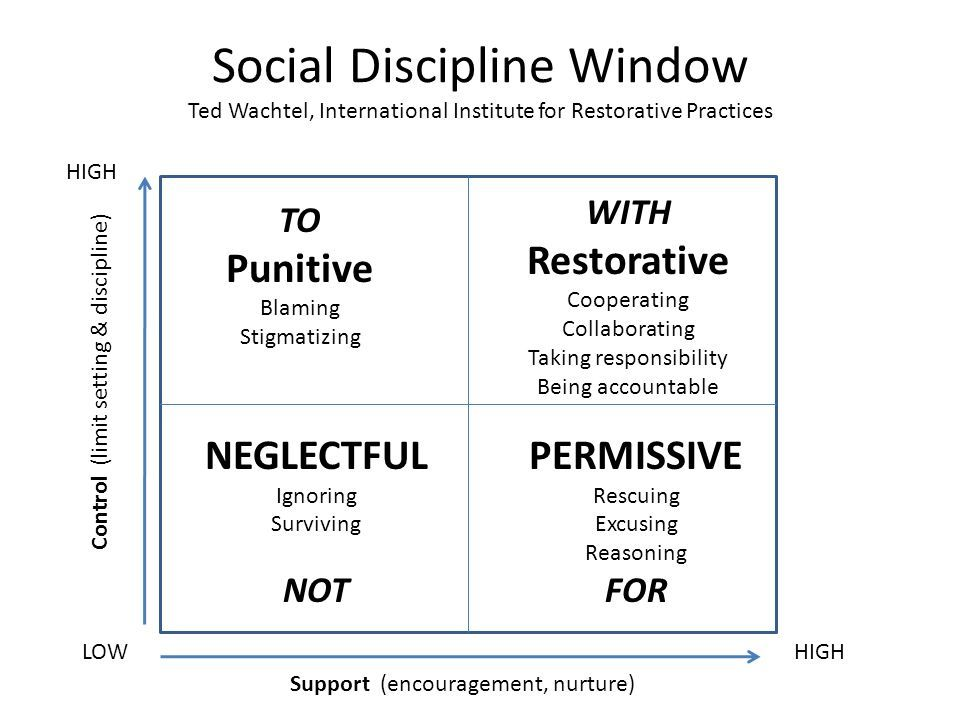 Social Discipline Window
Ted Wachtel, International Institute for Restorative Practices
HIGH
Control (limit setting & discipline)
TO
Punitive
Blaming
Stigmatizing
WITH
Restorative
Cooperating
Collaborating
Taking responsibility
Being accountable
NEGLECTFUL
Ignoring
Surviving
NOT
PERMISSIVE
Rescuing
Excusing
Reasoning
FOR
LOW
HIGH
Support (encouragement, nurture)